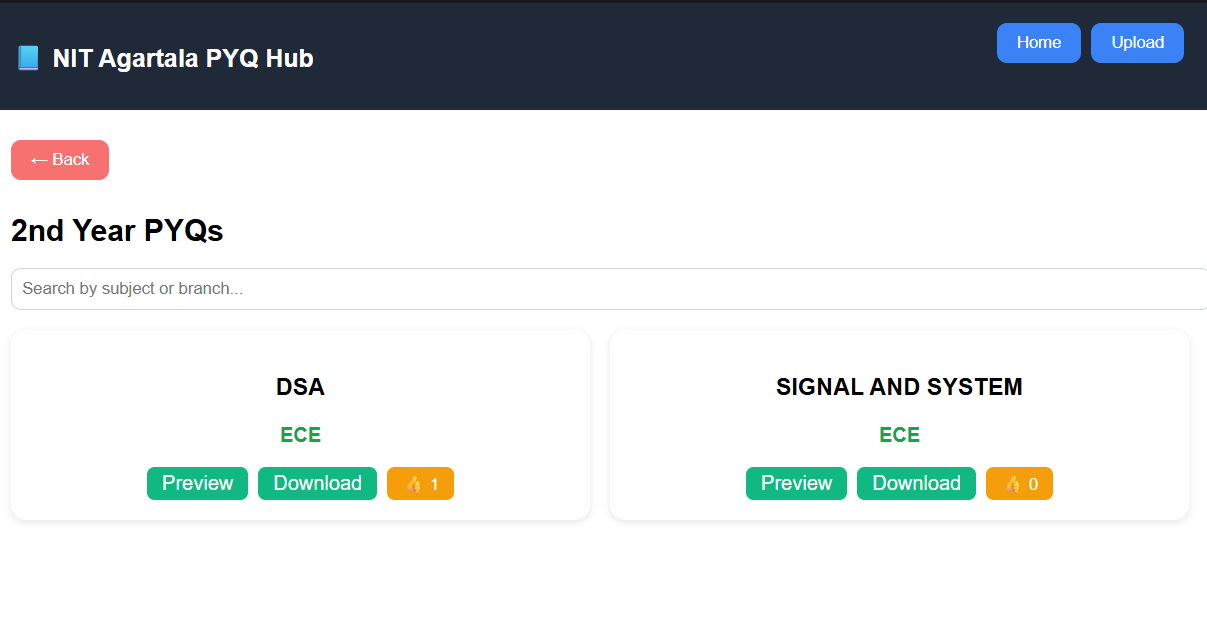 NIT Agartala PYQ Hub
Home
Upload
← Back
2nd Year PYQs
Search by subject or branch...
DSA
ECE
Preview
Download
👍 1
SIGNAL AND SYSTEM
ECE
Preview
Download
👍 0